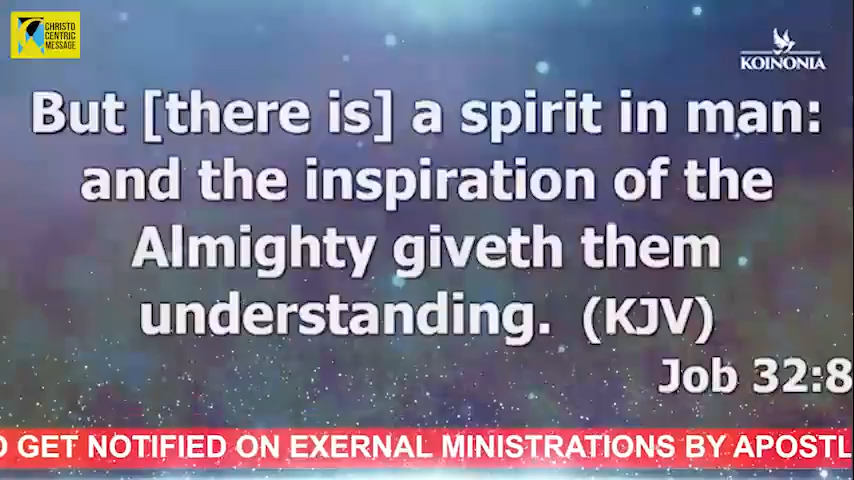 CHRISTO
CENTRIC
MESSAGE
KOINONIA
But [there is] a spirit in man:
and the inspiration of the
Almighty giveth them
understanding. (KJV)
Job 32:8
GET NOTIFIED ON EXERNAL MINISTRATIONS BY APOSTL